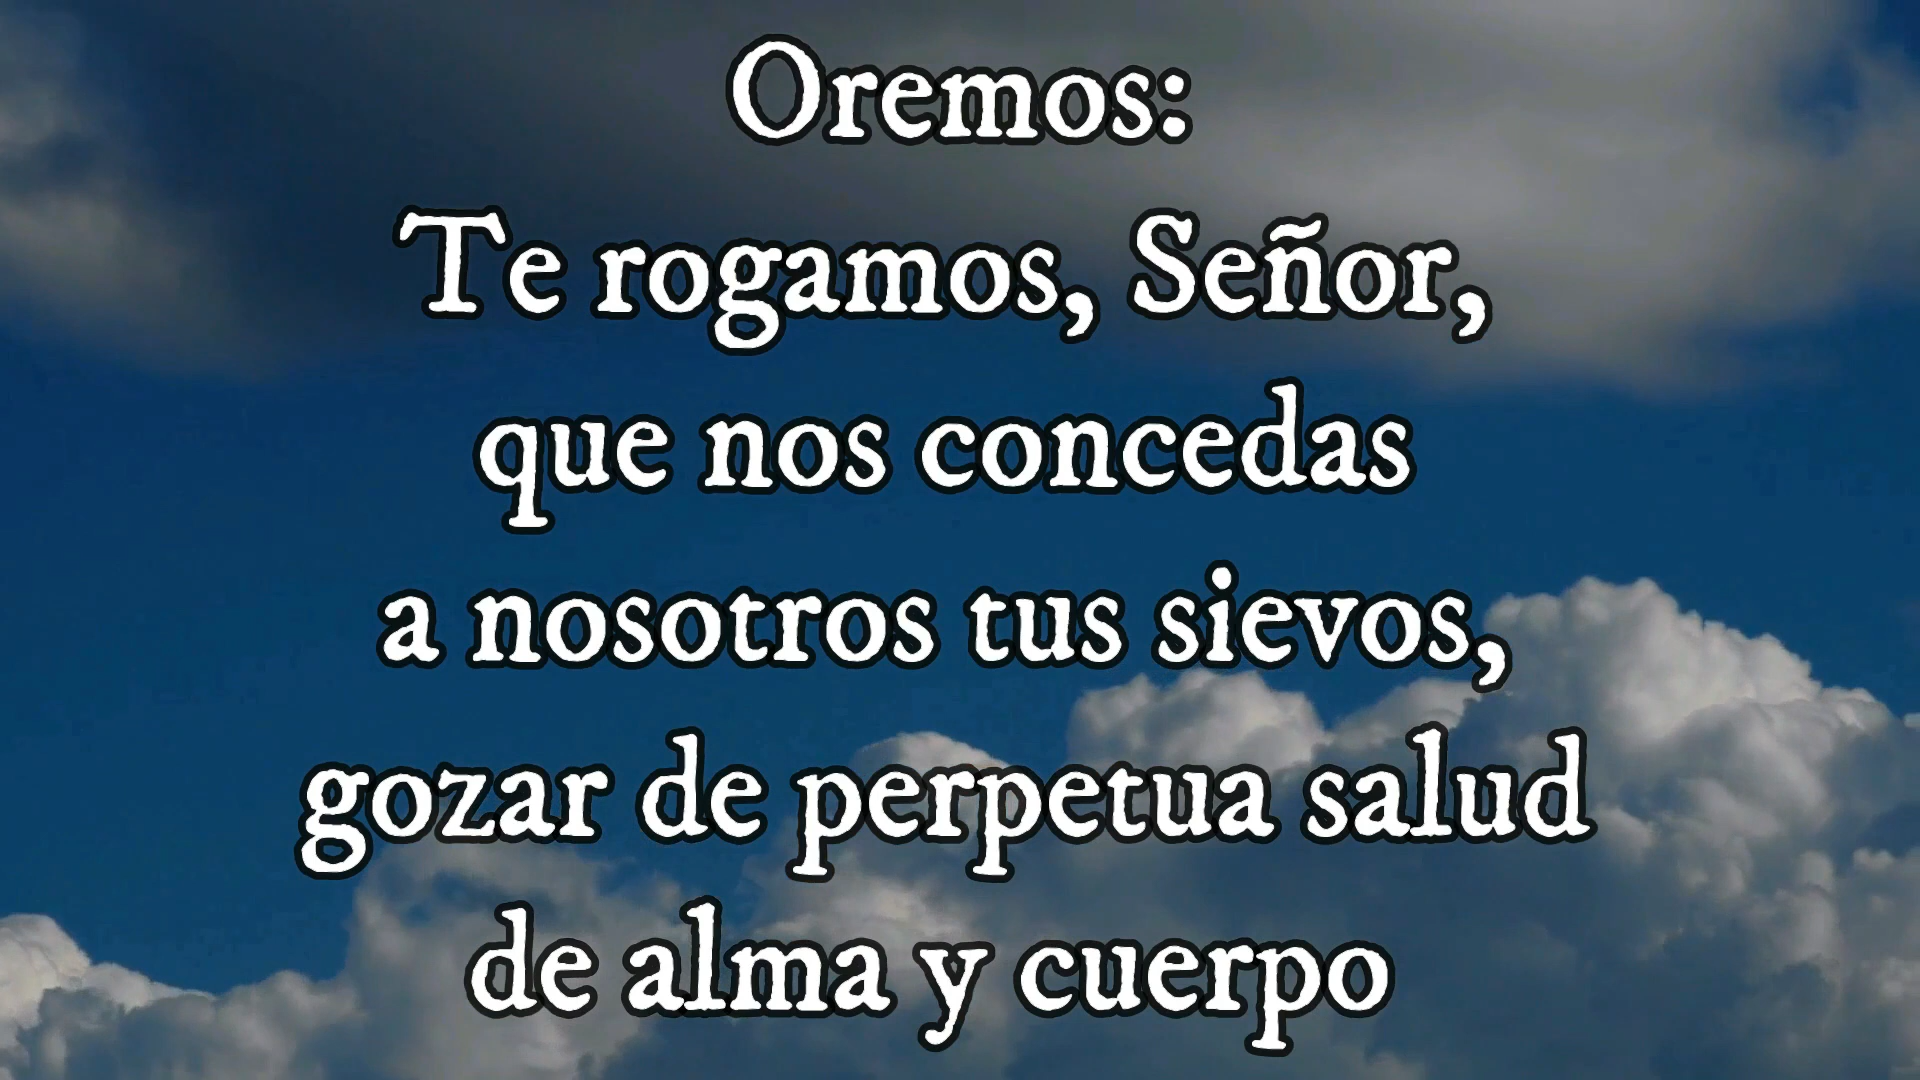 Oremos:
Te rogamos, Señor,
que nos concedas
a nosotros tus sievos,
gozar de perpetua salud
de alma y cuerpo